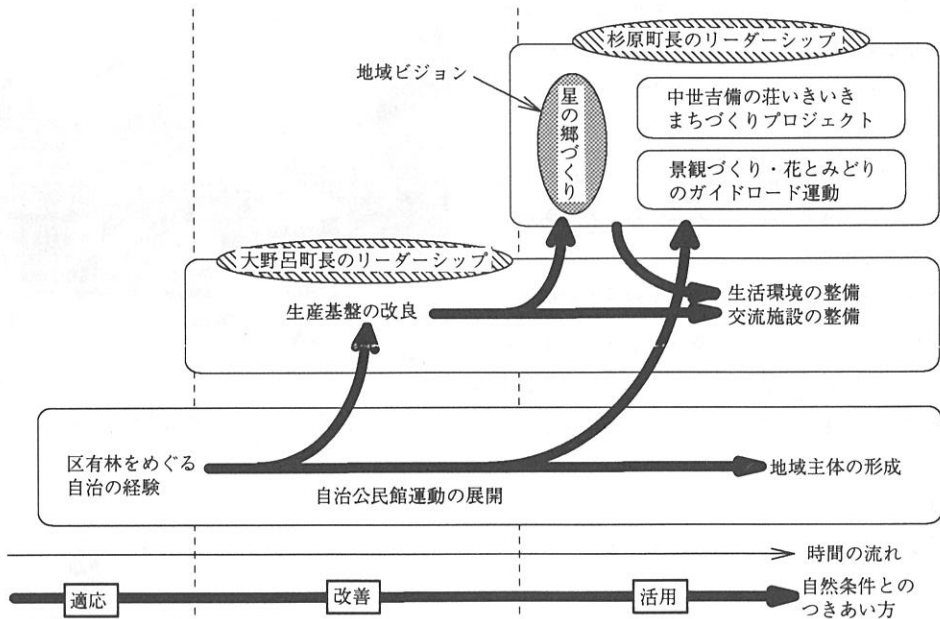 杉原町長のリーダーシップ
地域ビジョン
星の郷づくり
中世吉備の荘いきいき
まちづくりプロジェクト
景観づくり・花とみどり
のガイドロード運動
大野呂町長のリーダーシップ
生産基盤の改良
生活環境の整備
交流施設の整備
区有林をめぐる
自治の経験
自治公民館運動の展開
地域主体の形成
時間の流れ
適応
改善
活用
自然条件との
つきあい方